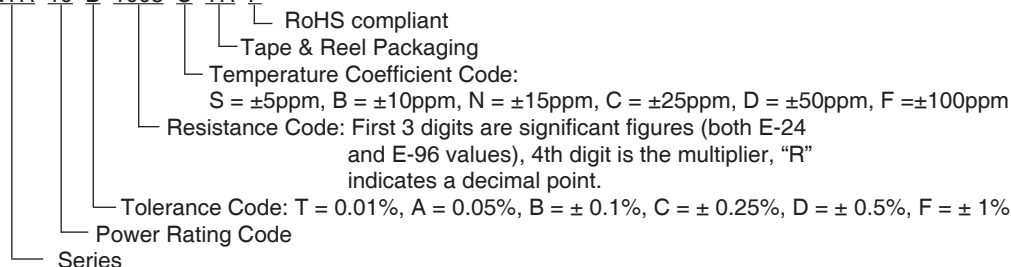 RoHS compliant
Tape & Reel Packaging
Temperature Coefficient Code:
S = ±5ppm, B = ±10ppm, N = ±15ppm, C = ±25ppm, D = ±50ppm, F =±100ppm
Resistance Code: First 3 digits are significant figures (both E-24
and E-96 values), 4th digit is the multiplier, “R”
indicates a decimal point.
Tolerance Code: T = 0.01%, A = 0.05%, B = ± 0.1%, C = ± 0.25%, D = ± 0.5%, F = ± 1%
Power Rating Code
Series